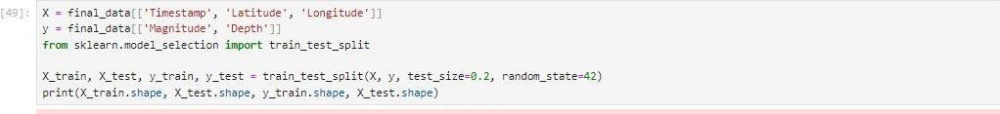 [49]: X = final_data[['Timestamp', 'Latitude', 'Longitude']]
y = final_data[['Magnitude', 'Depth']]
from sklearn.model_selection import train_test_split

X_train, X_test, y_train, y_test = train_test_split(X, y, test_size=0.2, random_state=42)
print(X_train.shape, X_test.shape, y_train.shape, X_test.shape)